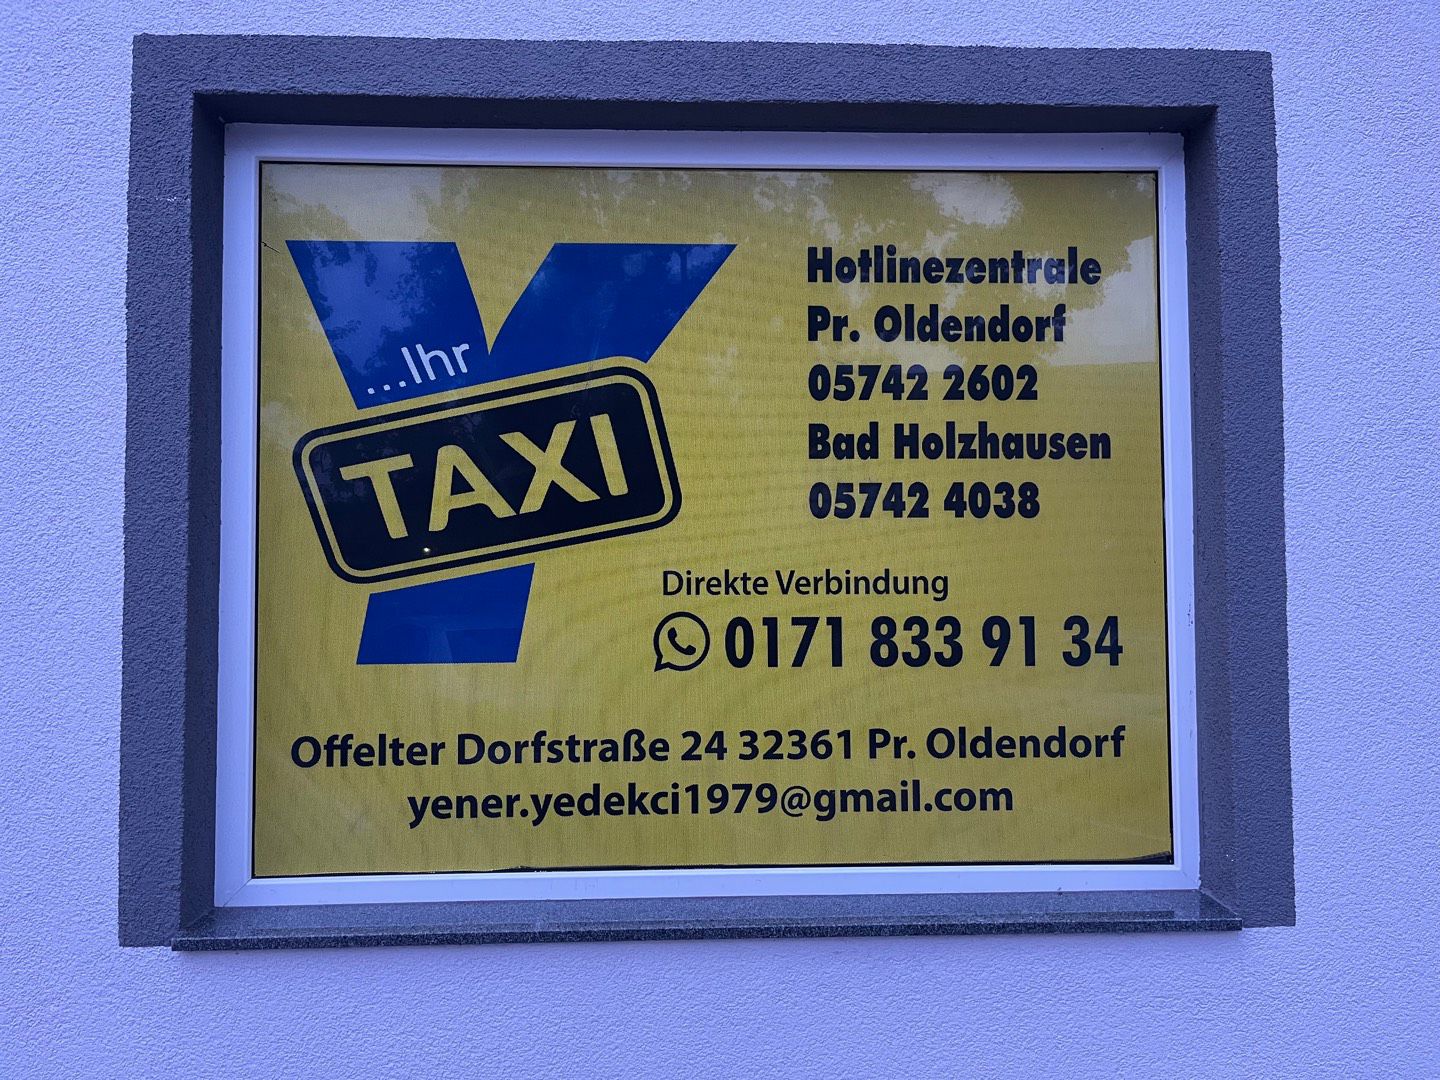 Y
...Ihr
TAXI
Hotlinezentrale
Pr. Oldendorf
05742 2602
Bad Holzhausen
05742 4038
Direkte Verbindung
0171 833 91 34
Offelter Dorfstraße 24 32361 Pr. Oldendorf
yener.yedekci1979@gmail.com